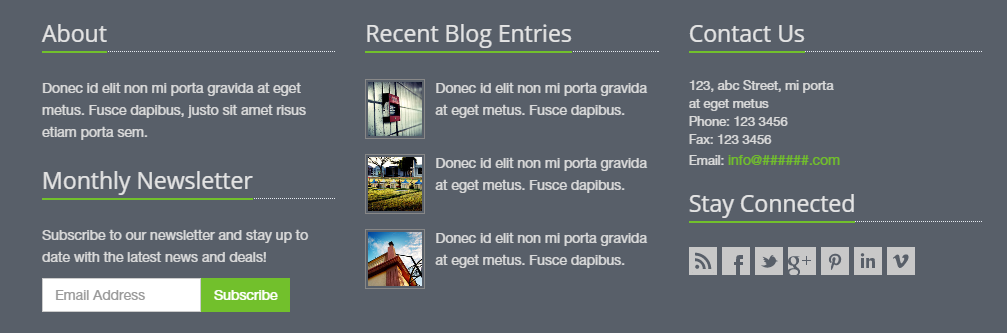 About
Donec id elit non mi porta gravida at eget
metus. Fusce dapibus, justo sit amet risus
etiam porta sem.
Monthly Newsletter
Subscribe to our newsletter and stay up to
date with the latest news and deals!
Email Address
Subscribe
Recent Blog Entries
Donec id elit non mi porta gravida
at eget metus. Fusce dapibus.
Donec id elit non mi porta gravida
at eget metus. Fusce dapibus.
Donec id elit non mi porta gravida
at eget metus. Fusce dapibus.
Contact Us
123, abc Street, mi porta
at eget metus
Phone: 123 3456
Fax: 123 3456
Email: info@######.com
Stay Connected